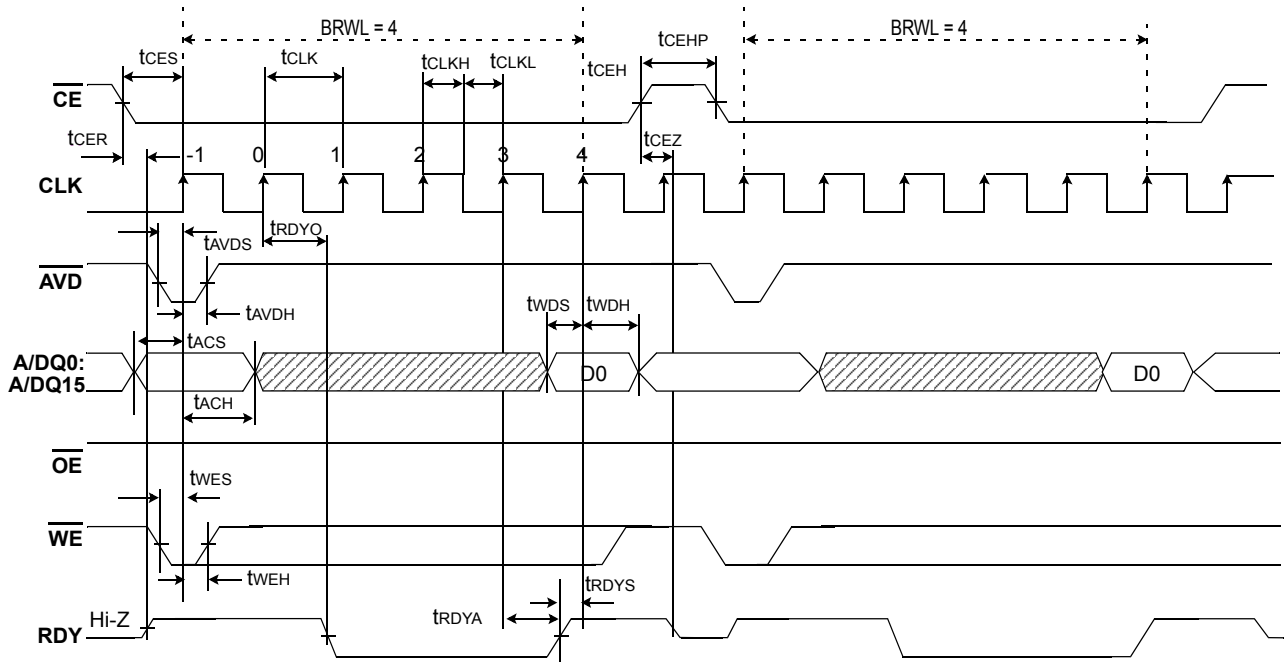 BRWL = 4
BRWL = 4
tCES
tCLK
tCLKH
tCLKL
tCEH
tCEHP
CE
tCER
tCEZ
-1 0 1 2 3 4
CLK
tRDYO
tAVDS
AVD
tAVDH
tWDS
tWDH
tACS
A/DQ0:
A/DQ15
D0
D0
tACH
OE
tWES
WE
tWEH
tRDYS
tRDYA
Hi-Z
RDY